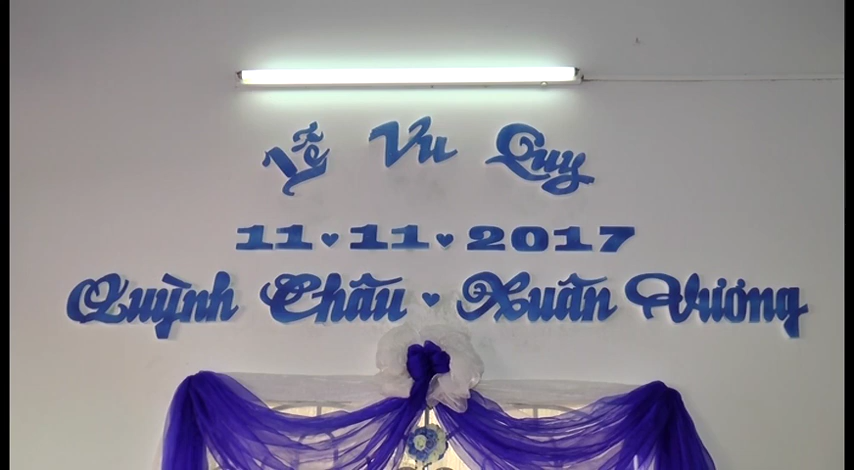 Lễ Vu Quy
11 ♥ 11 ♥ 2017
Quỳnh Châu ♥ Xuân Vương